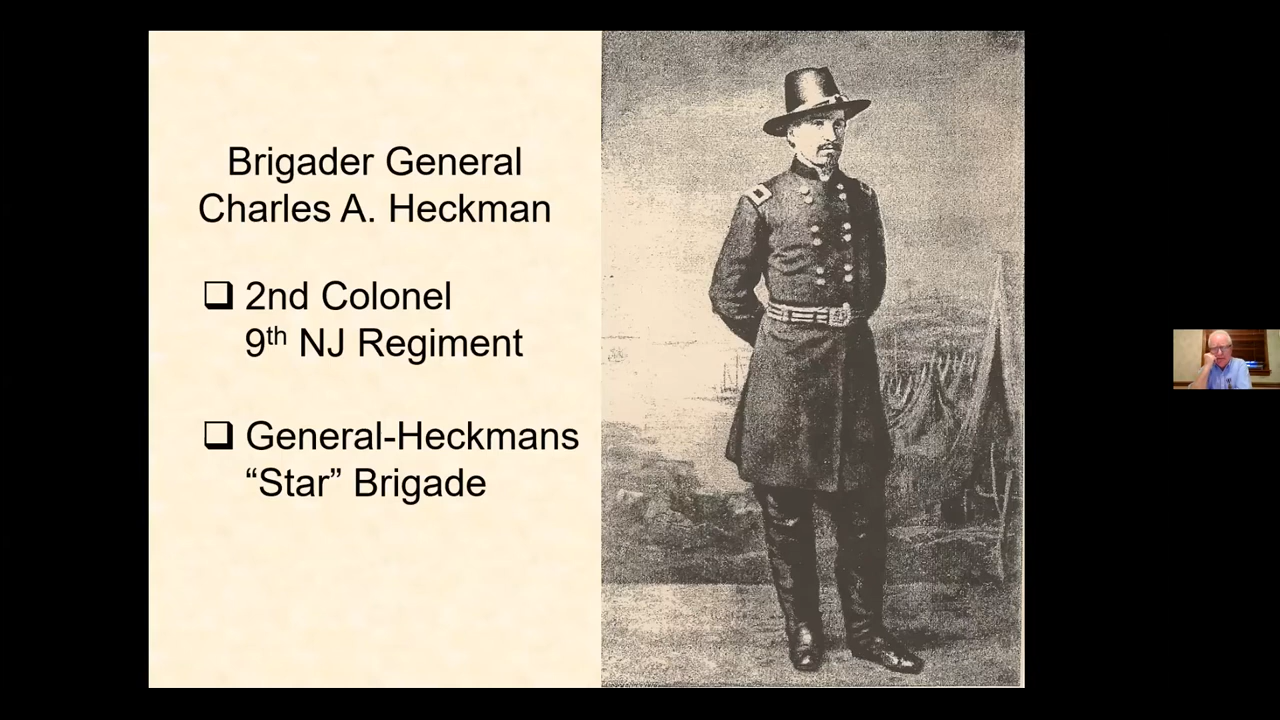 Brigader General
Charles A. Heckman
❑ 2nd Colonel
9th NJ Regiment
❑ General-Heckmans
“Star” Brigade